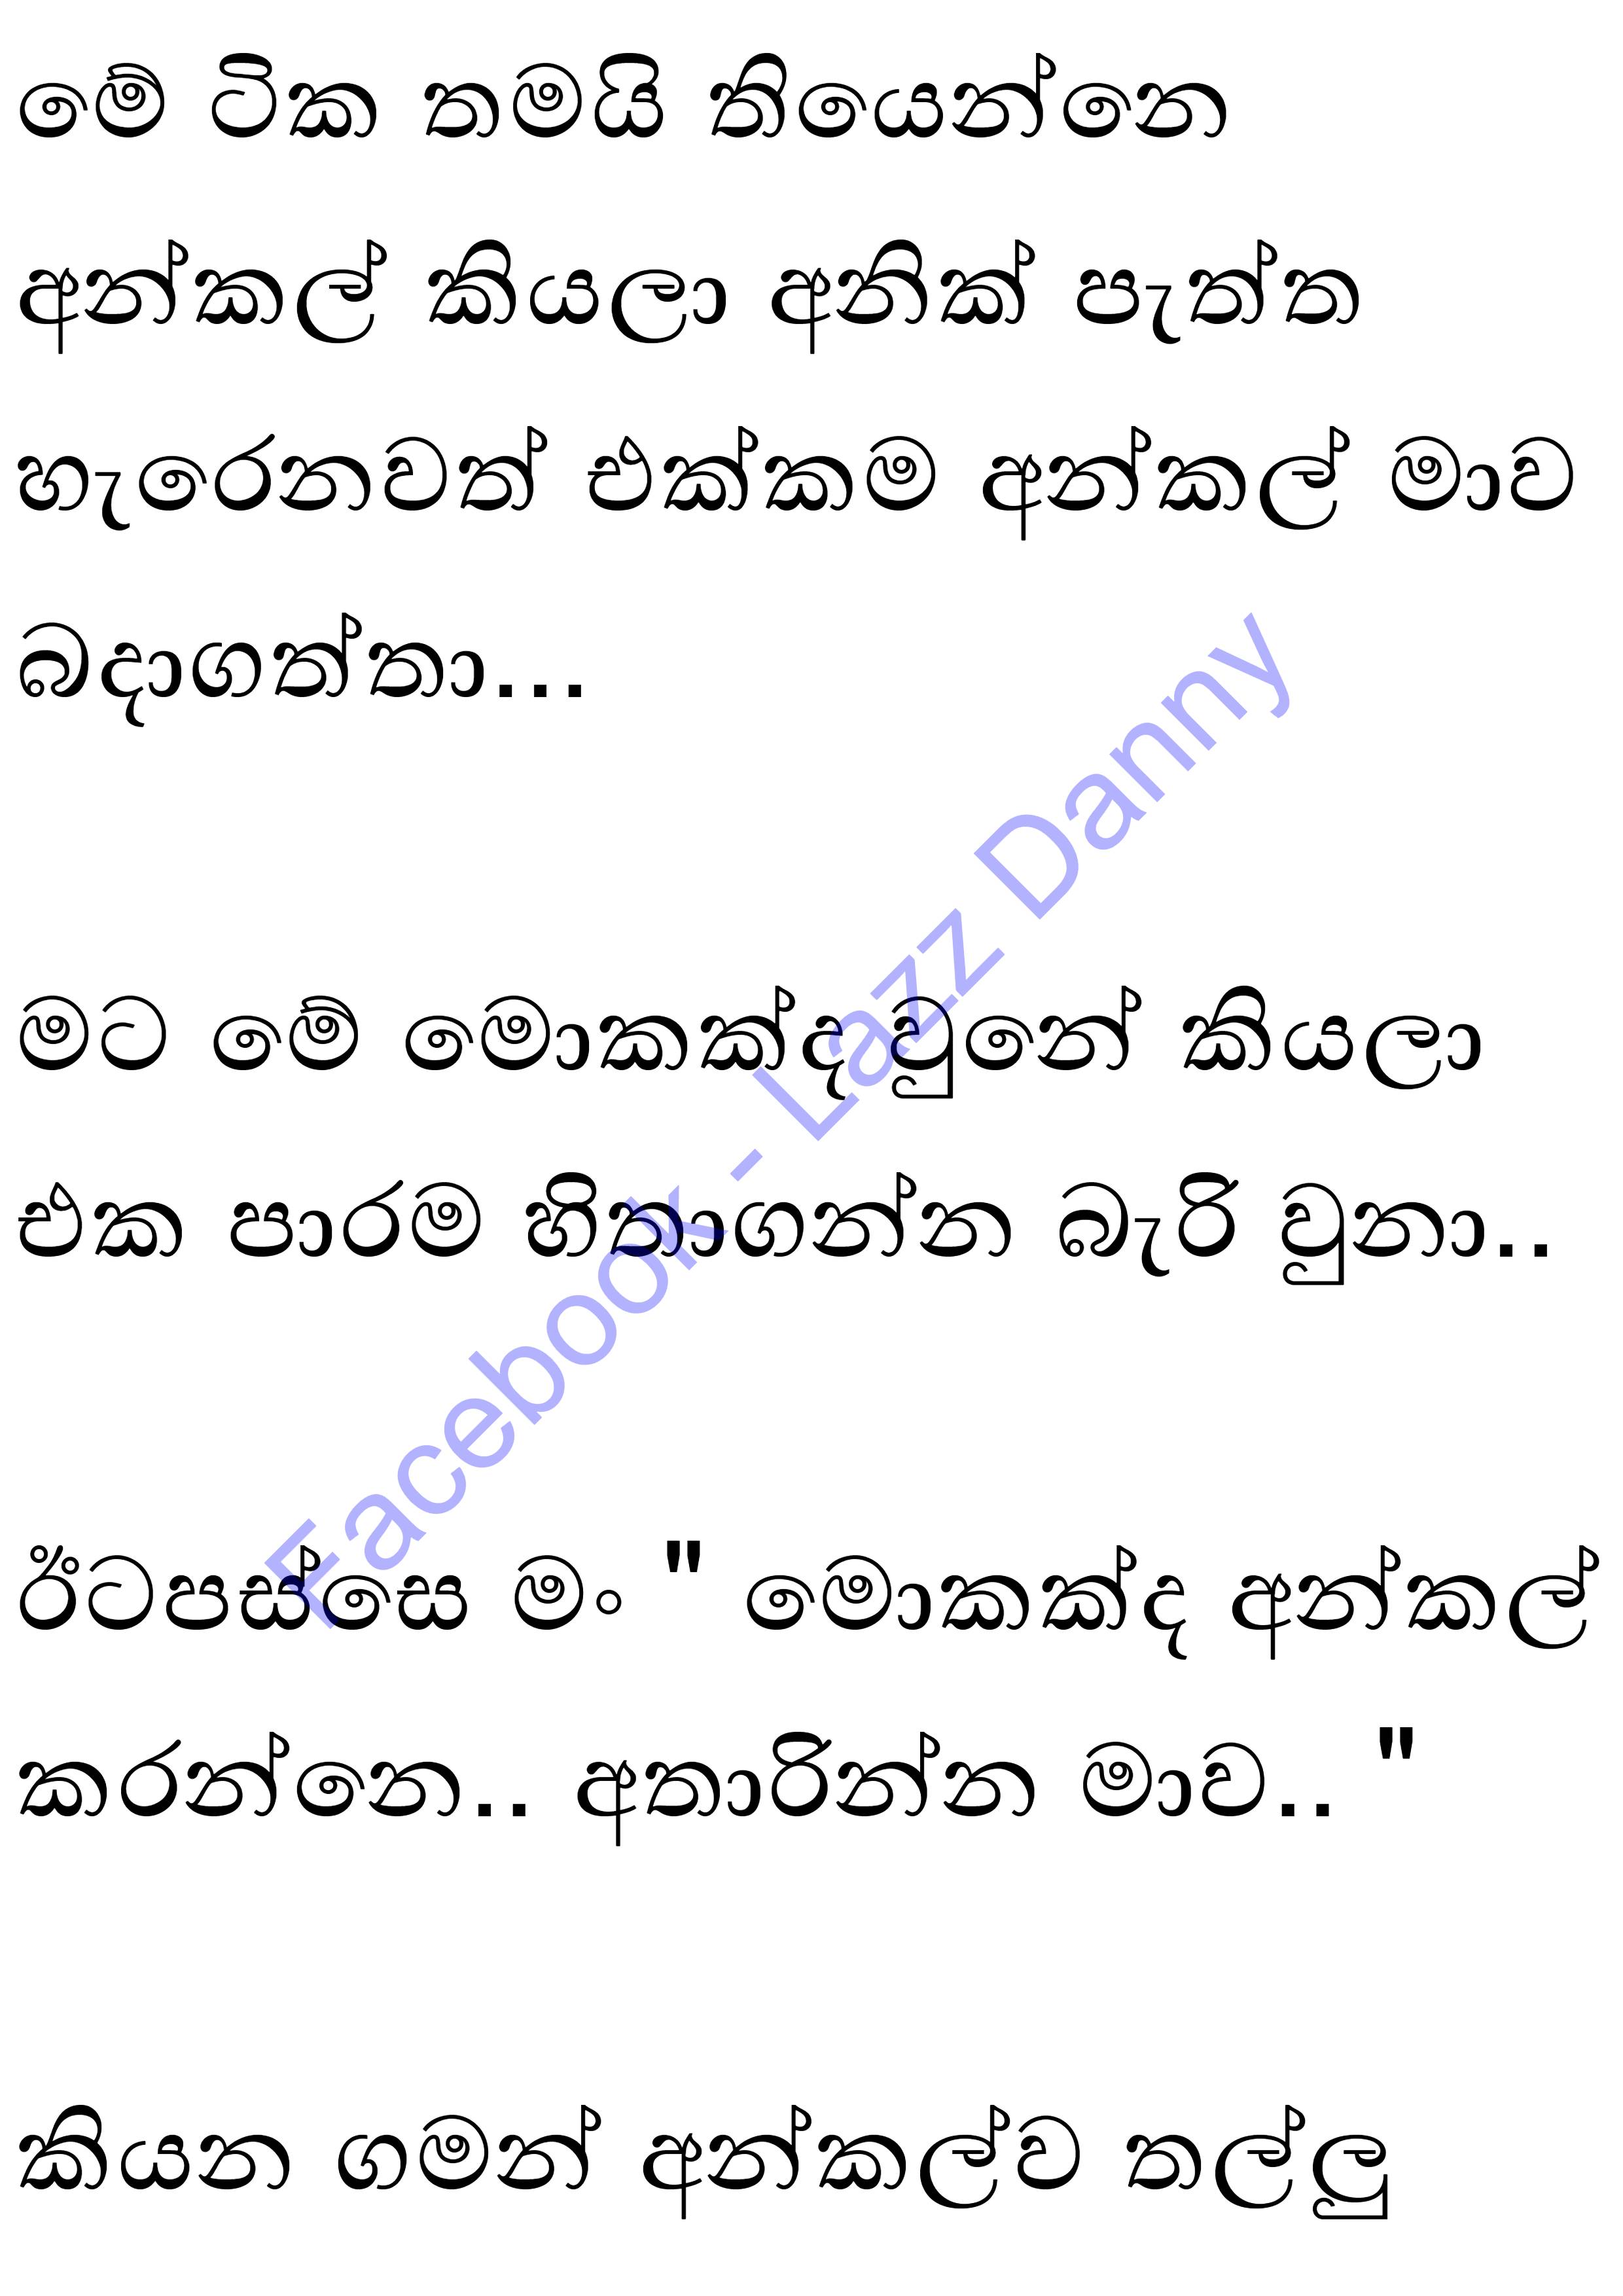 මේ ටික තමයි තියෙන්නෙ
අන්කල් කියලා අනික් පැත්ත
හැරෙනවත් එක්කම අන්කල් මාව
බදාගත්තා...
මට මේ මොකක්ද වුනේ කියලා
එක පාරම හිතාගන්න බැරි වුනා..
ඊටපස්සෙ මං " මොකක්ද අන්කල්
කරන්නෙ.. අතාරින්න මාව.. "
කියන ගමන් අන්කල්ව තල්ලු
Facebook - Lazz Danny